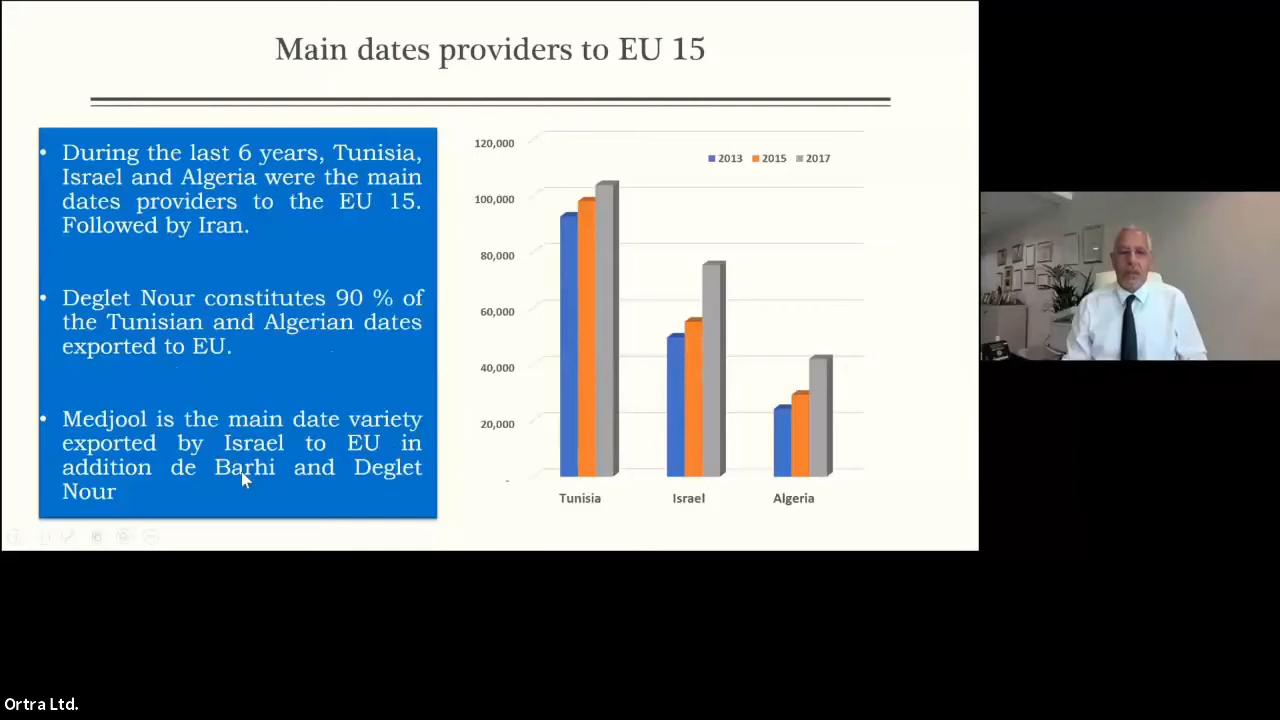 Main dates providers to EU 15
• During the last 6 years, Tunisia,
Israel and Algeria were the main
dates providers to the EU 15.
Followed by Iran.
• Deglet Nour constitutes 90 % of
the Tunisian and Algerian dates
exported to EU.
• Medjool is the main date variety
exported by Israel to EU in
addition de Barhi and Deglet
Nour
2013 2015 2017
120,000
100,000
80,000
60,000
40,000
20,000
-
Tunisia Israel Algeria
Ortra Ltd.